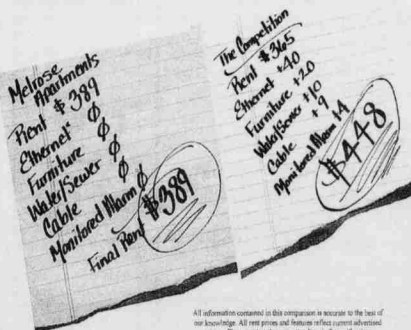 Melrose
Apartments
Rent $389
Ethernet Ø
Furniture Ø
Water/Sewer Ø
Cable Ø
Monitored Alarm Ø
Final Rent $389
The Competition
Rent $365
Ethernet +40
Furniture +20
Water/Sewer +10
Cable +9
Monitored Alarm 14
$448
All information contained in this comparison is accurate to the best of
our knowledge. All rent prices and features reflect current advertised